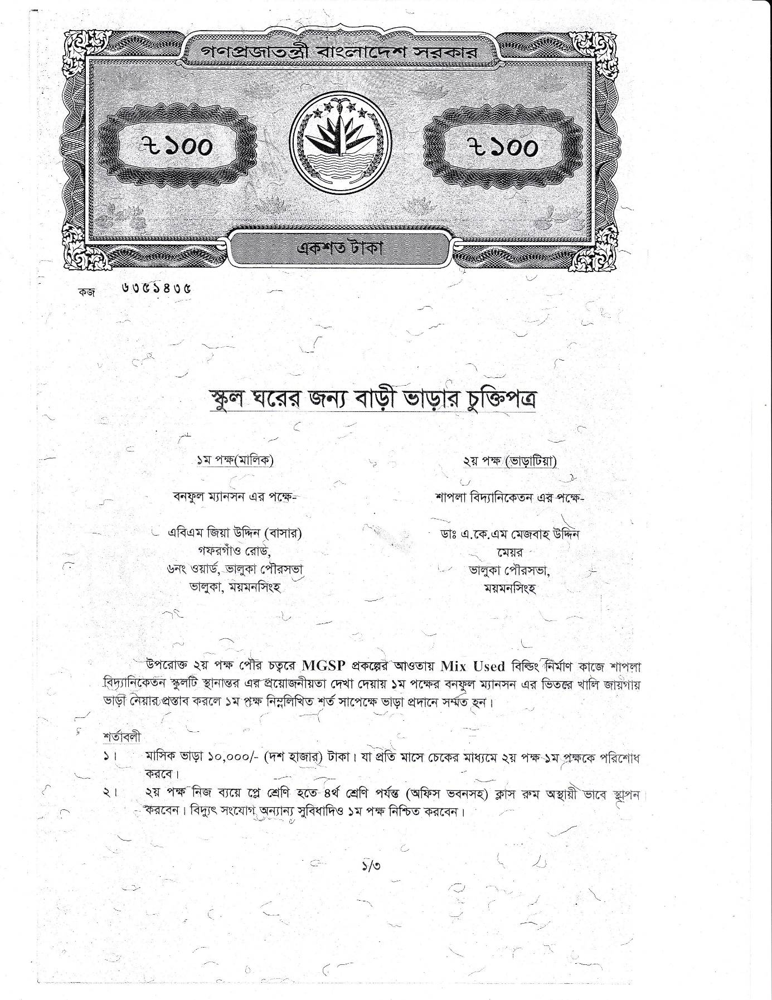 গণপ্রজাতন্ত্রী বাংলাদেশ সরকার
৳১০০
৳১০০
একশত টাকা
কজ ৬৩৫১৪৩৫
স্কুল ঘরের জন্য বাড়ী ভাড়ার চুক্তিপত্র
১ম পক্ষ(মালিক)
বনফুল ম্যানসন এর পক্ষে-
এবিএম জিয়া উদ্দিন (বাসার)
গফরগাঁও রোড,
৬নং ওয়ার্ড, ভালুকা পৌরসভা
ভালুকা, ময়মনসিংহ
২য় পক্ষ (ভাড়াটিয়া)
শাপলা বিদ্যানিকেতন এর পক্ষে-
ডাঃ এ.কে.এম মেজবাহ উদ্দিন
মেয়র
ভালুকা পৌরসভা,
ময়মনসিংহ
উপরোক্ত ২য় পক্ষ পৌর চত্বরে MGSP প্রকল্পের আওতায় Mix Used বিল্ডিং নির্মাণ কাজে শাপলা
বিদ্যানিকেতন স্কুলটি স্থানান্তর এর প্রয়োজনীয়তা দেখা দেয়ায় ১ম পক্ষের বনফুল ম্যানসন এর ভিতরে খালি জায়গায়
ভাড়া নেয়ার প্রস্তাব করলে ১ম পক্ষ নিম্নলিখিত শর্ত সাপেক্ষে ভাড়া প্রদানে সম্মত হন।
শর্তাবলী
১। মাসিক ভাড়া ১০,০০০/- (দশ হাজার) টাকা। যা প্রতি মাসে চেকের মাধ্যমে ২য় পক্ষ ১ম পক্ষকে পরিশোধ
করবে।
২। ২য় পক্ষ নিজ ব্যয়ে প্লে শ্রেণি হতে ৪র্থ শ্রেণি পর্যন্ত (অফিস ভবনসহ) ক্লাস রুম অস্থায়ী ভাবে স্থাপন
করবেন। বিদ্যুৎ সংযোগ অন্যান্য সুবিধাদিও ১ম পক্ষ নিশ্চিত করবেন।
১/৩